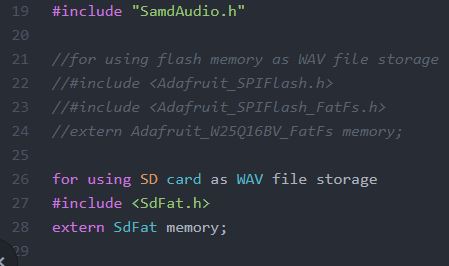 19 #include "SamdAudio.h"
20
21 //for using flash memory as WAV file storage
22 //#include <Adafruit_SPIFlash.h>
23 //#include <Adafruit_SPIFlash_FatFs.h>
24 //extern Adafruit_W25Q16BV_FatFs memory;
25
26 for using SD card as WAV file storage
27 #include <SdFat.h>
28 extern SdFat memory;
29